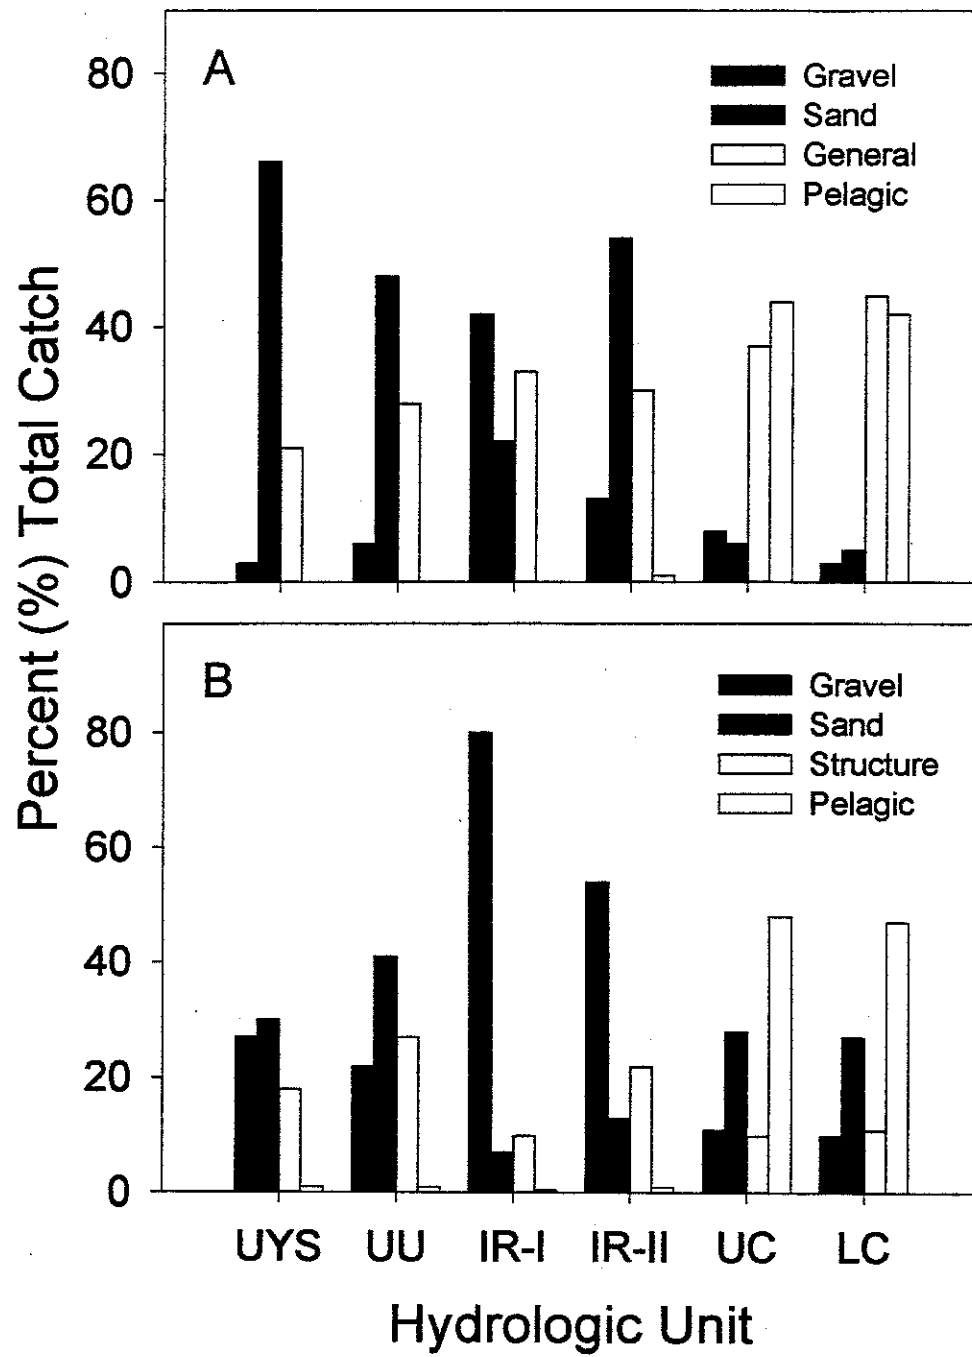 Percent (%) Total Catch
A
80
60
40
20
0
Gravel
Sand
General
Pelagic
B
80
60
40
20
0
Gravel
Sand
Structure
Pelagic
UYS UU IR-I IR-II UC LC
Hydrologic Unit